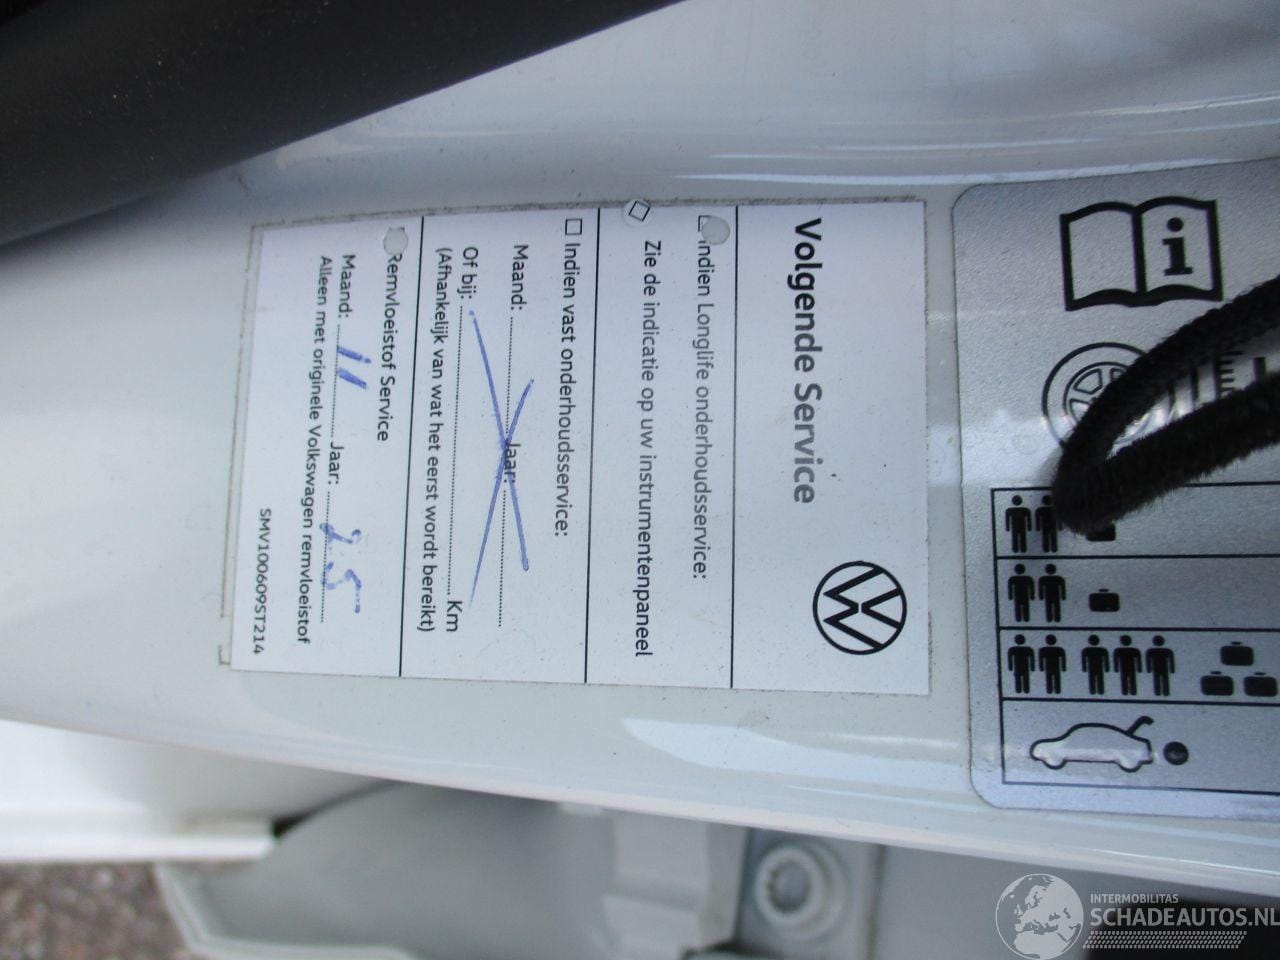 Volgende Service
Indien Longlife onderhoudsservice:
Zie de indicatie op uw instrumentenpaneel
Indien vast onderhoudsservice:
Maand: Jaar:
Of bij: Km
(Afhankelijk van wat het eerst wordt bereikt)
Remvloeistof Service
Maand: 11 Jaar: 25
Alleen met originele Volkswagen remvloeistof
SMV100609ST214
INTERMOBILITAS
SCHADEAUTOS.NL